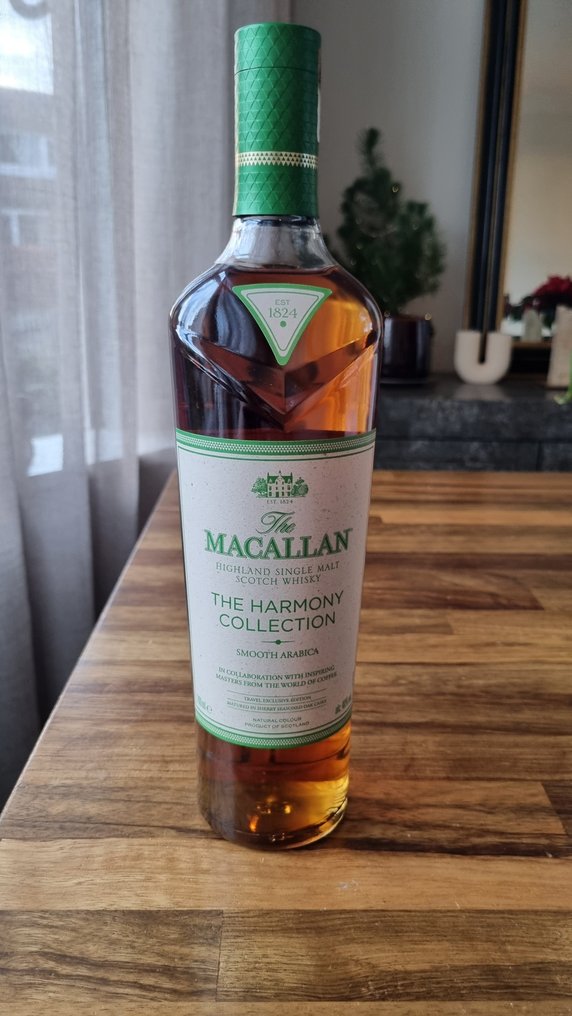 EST
1824
EST. 1824
The
MACALLAN
HIGHLAND SINGLE MALT
SCOTCH WHISKY
THE HARMONY
COLLECTION
SMOOTH ARABICA
IN COLLABORATION WITH INSPIRING
MASTERS FROM THE WORLD OF COFFEE
TRAVEL EXCLUSIVE EDITION
MATURED IN SHERRY SEASONED OAK CASKS
NATURAL COLOUR
PRODUCT OF SCOTLAND